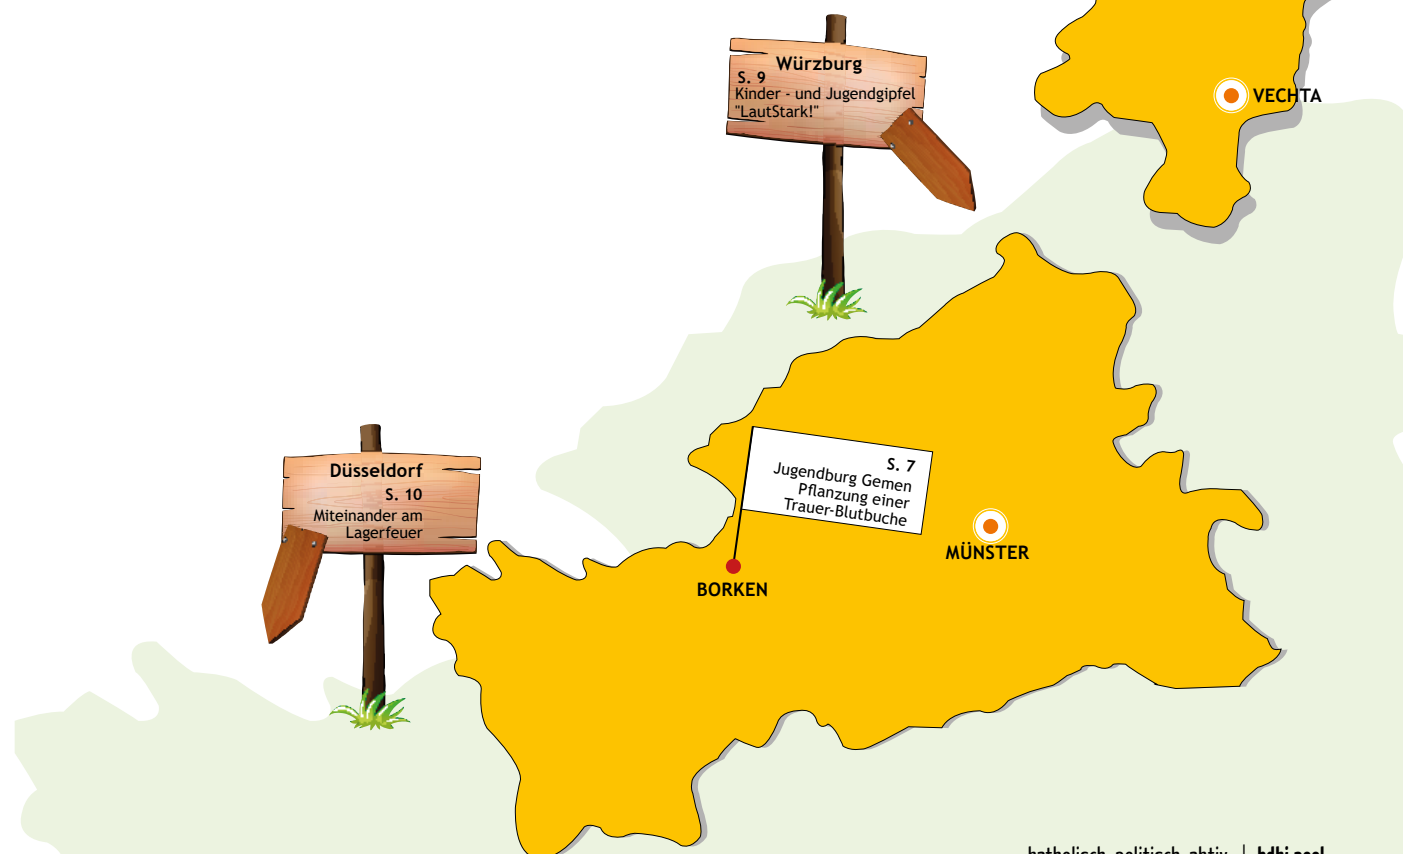 Würzburg
S. 9
Kinder - und Jugendgipfel
"LautStark!"
VECHTA
Düsseldorf
S. 10
Miteinander am
Lagerfeuer
S. 7
Jugendburg Gemen
Pflanzung einer
Trauer-Blutbuche
MÜNSTER
BORKEN